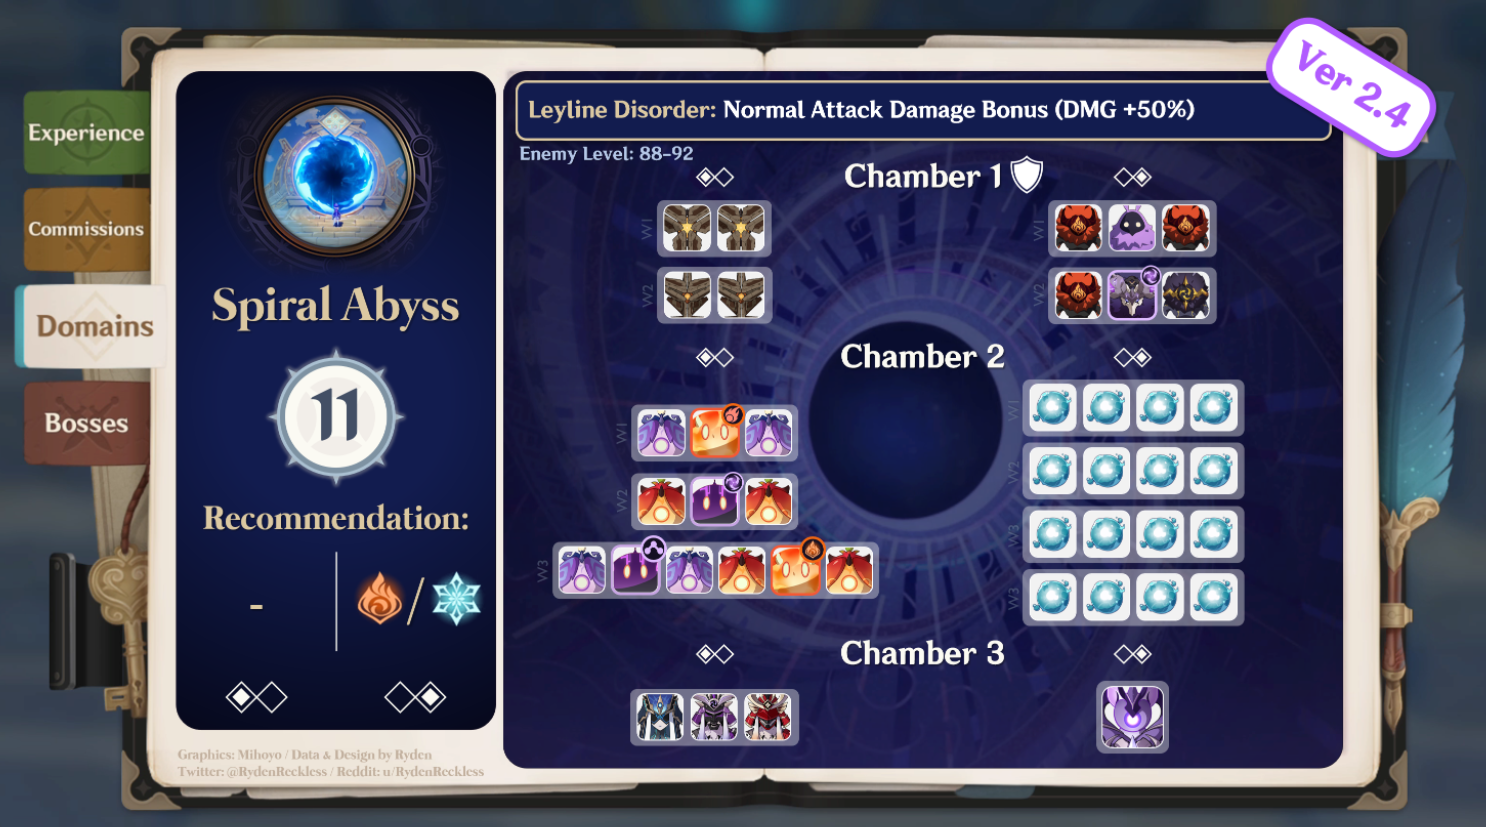 Ver 2.4
Experience
Commissions
Domains
Bosses
Spiral Abyss
11
Recommendation:
-
/
Graphics: Mihoyo / Data & Design by Ryden
Twitter: @RydenReckless / Reddit: u/RydenReckless
Leyline Disorder: Normal Attack Damage Bonus (DMG +50%)
Enemy Level: 88-92
Chamber 1
W1
W1
W2
W2
Chamber 2
W1
W1
W2
W2
W3
W3
W3
Chamber 3